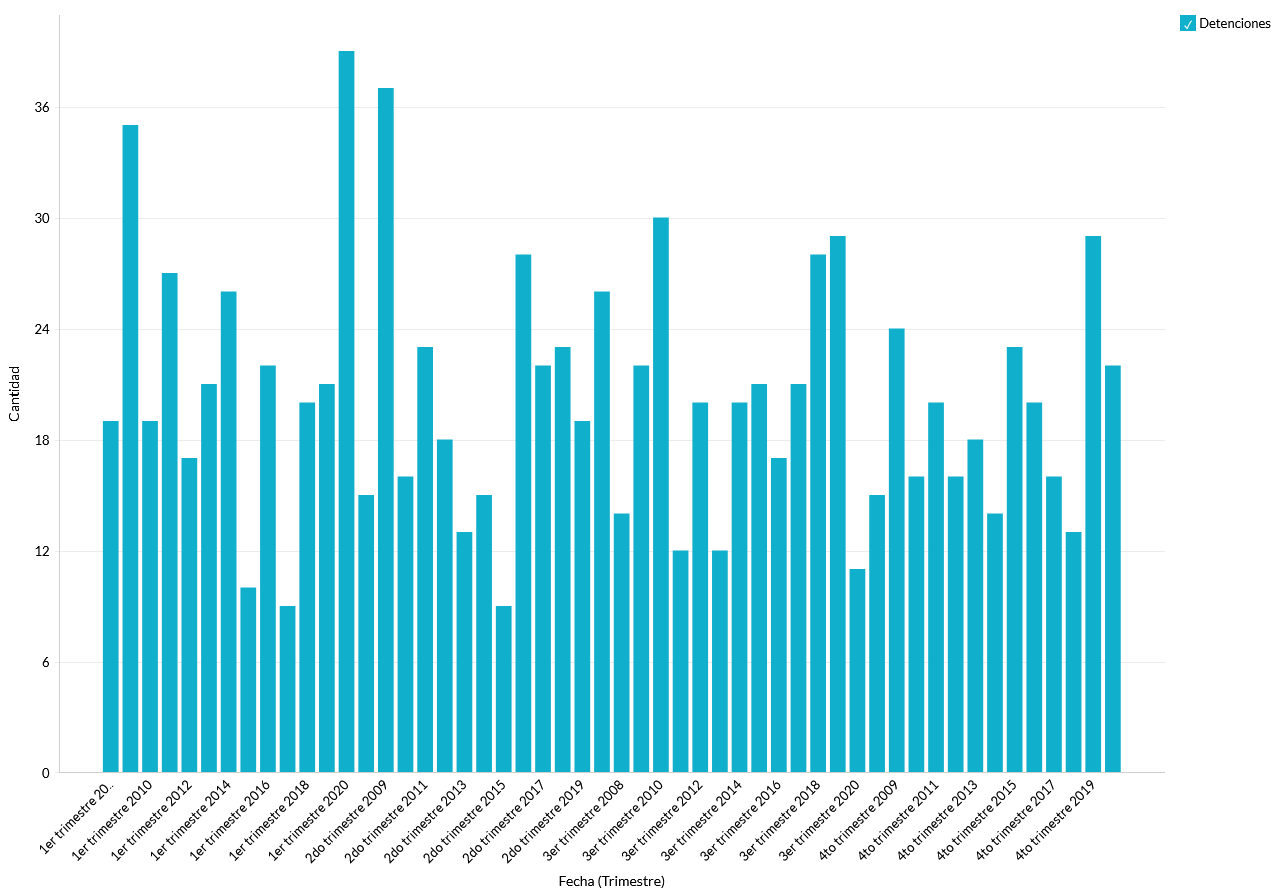 Detenciones
Cantidad
36
30
24
18
12
6
0
1er trimestre 20..
1er trimestre 2010
1er trimestre 2012
1er trimestre 2014
1er trimestre 2016
1er trimestre 2018
1er trimestre 2020
2do trimestre 2009
2do trimestre 2011
2do trimestre 2013
2do trimestre 2015
2do trimestre 2017
2do trimestre 2019
3er trimestre 2008
3er trimestre 2010
3er trimestre 2012
3er trimestre 2014
3er trimestre 2016
3er trimestre 2018
3er trimestre 2020
4to trimestre 2009
4to trimestre 2011
4to trimestre 2013
4to trimestre 2015
4to trimestre 2017
4to trimestre 2019
Fecha (Trimestre)